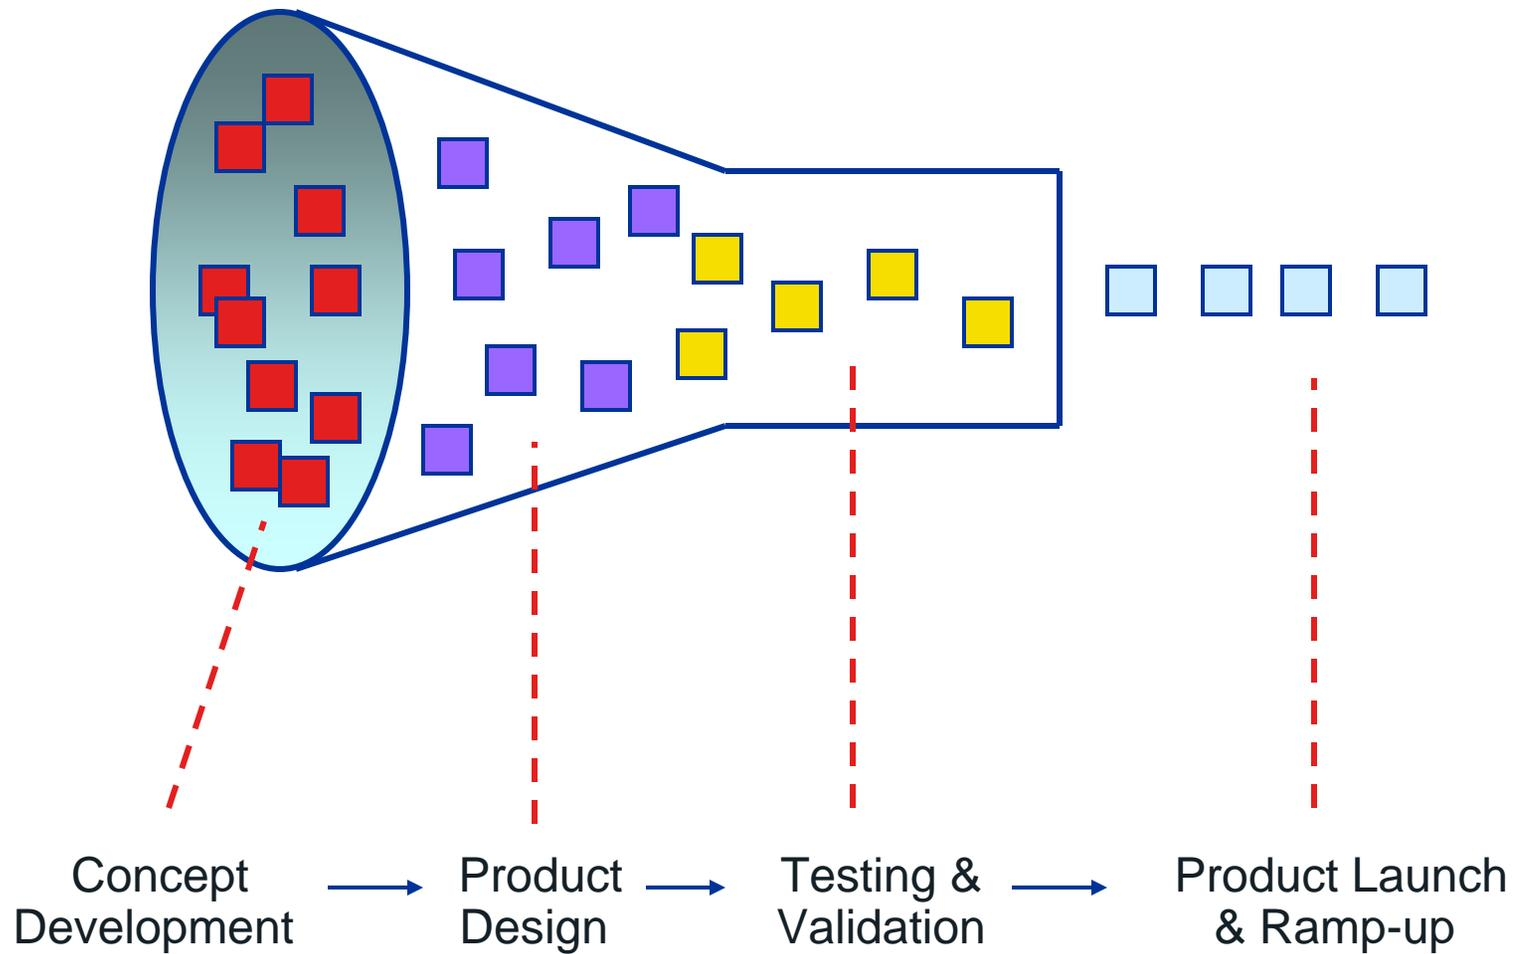 Concept
Development
Product
Design
Testing &
Validation
Product Launch
& Ramp-up